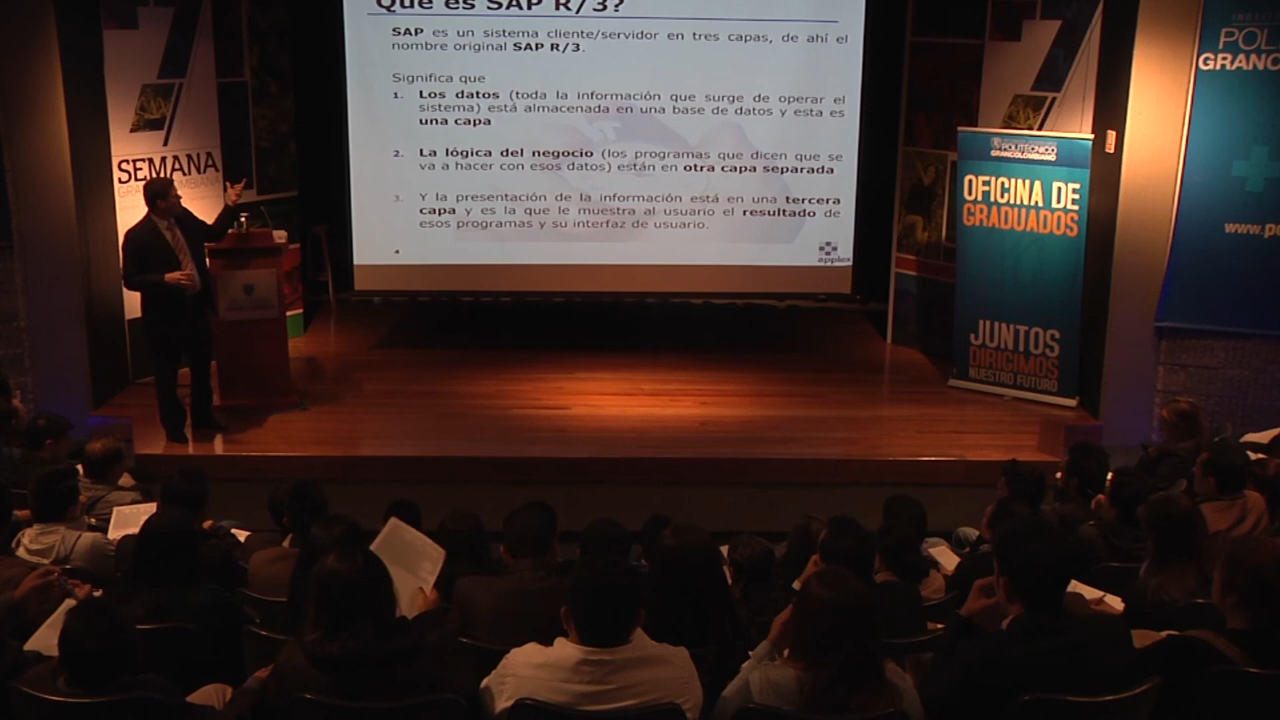 Qué es SAP R/3?
SAP es un sistema cliente/servidor en tres capas, de ahí el
nombre original SAP R/3.
Significa que
1. Los datos (toda la información que surge de operar el
sistema) está almacenada en una base de datos y esta es
una capa
2. La lógica del negocio (los programas que dicen que se
va a hacer con esos datos) están en otra capa separada
3. Y la presentación de la información está en una tercera
capa y es la que le muestra al usuario el resultado de
esos programas y su interfaz de usuario.
4
applex
7
SEMANA
POLITÉCNICO
GRANCOLOMBIANO
OFICINA DE
GRADUADOS
JUNTOS
DIRIGIMOS
NUESTRO FUTURO
POL
GRANC
www.po